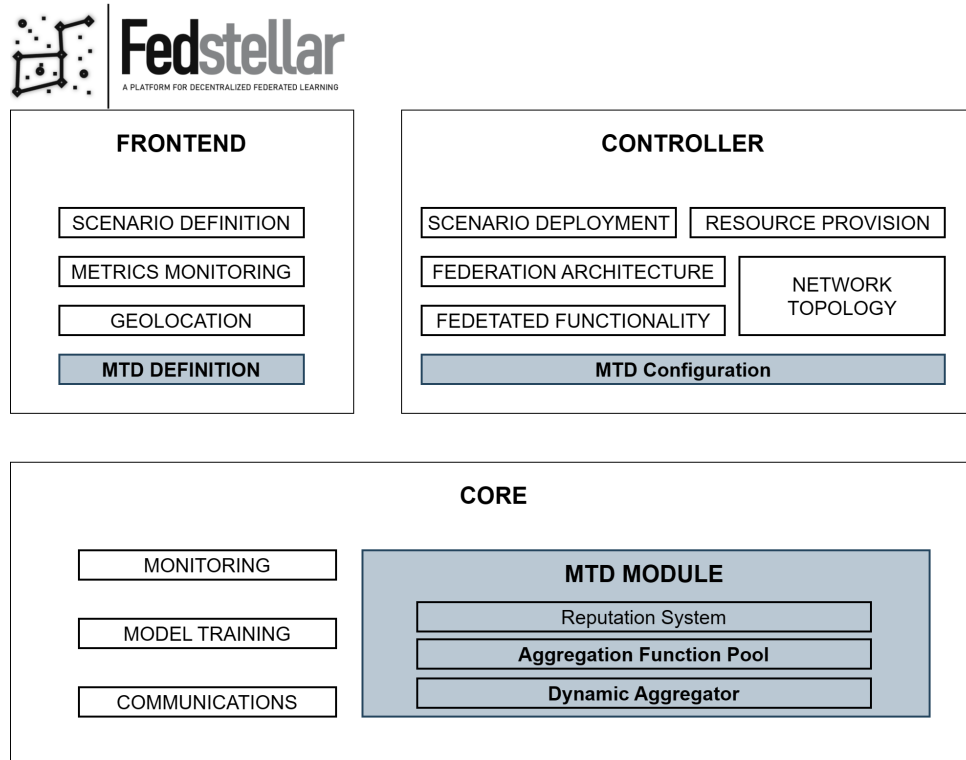 Fedstellar
A PLATFORM FOR DECENTRALIZED FEDERATED LEARNING
FRONTEND
SCENARIO DEFINITION
METRICS MONITORING
GEOLOCATION
MTD DEFINITION
CONTROLLER
SCENARIO DEPLOYMENT
RESOURCE PROVISION
FEDERATION ARCHITECTURE
FEDETATED FUNCTIONALITY
NETWORK
TOPOLOGY
MTD Configuration
CORE
MONITORING
MODEL TRAINING
COMMUNICATIONS
MTD MODULE
Reputation System
Aggregation Function Pool
Dynamic Aggregator